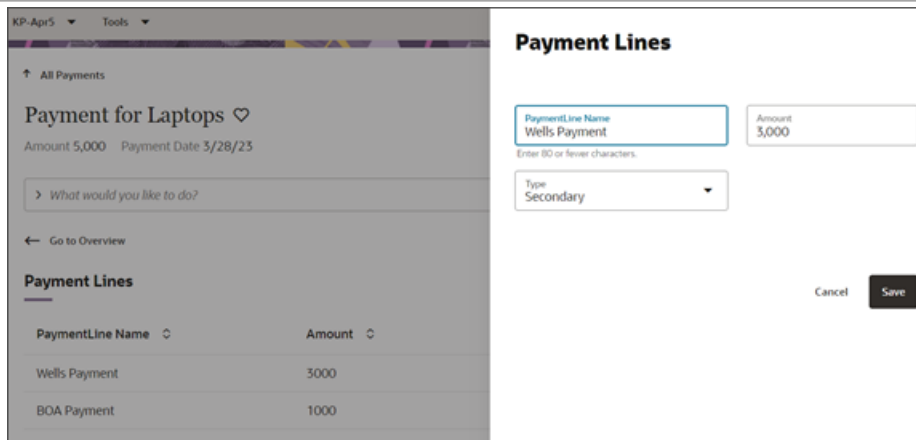 KP-Apr5 Tools
All Payments
Payment for Laptops
Amount 5,000 Payment Date 3/28/23
What would you like to do?
Go to Overview
Payment Lines
PaymentLine Name Amount
Wells Payment 3000
BOA Payment 1000
Payment Lines
PaymentLine Name
Wells Payment
Enter 80 or fewer characters.
Amount
3,000
Type
Secondary
Cancel Save